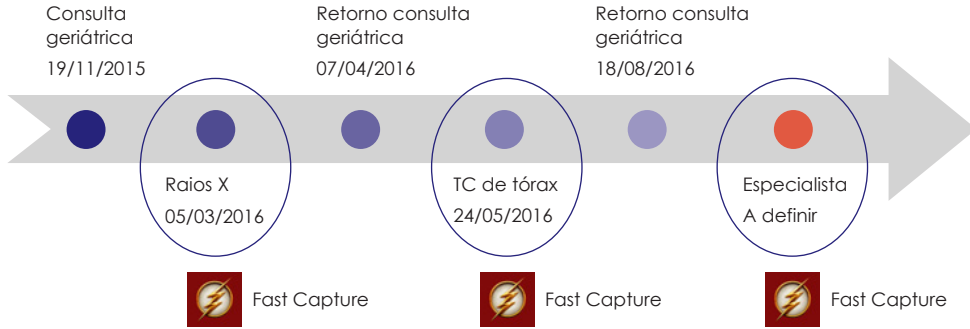 Consulta
geriátrica
19/11/2015
Retorno consulta
geriátrica
07/04/2016
Retorno consulta
geriátrica
18/08/2016
Raios X
05/03/2016
TC de tórax
24/05/2016
Especialista
A definir
Fast Capture
Fast Capture
Fast Capture